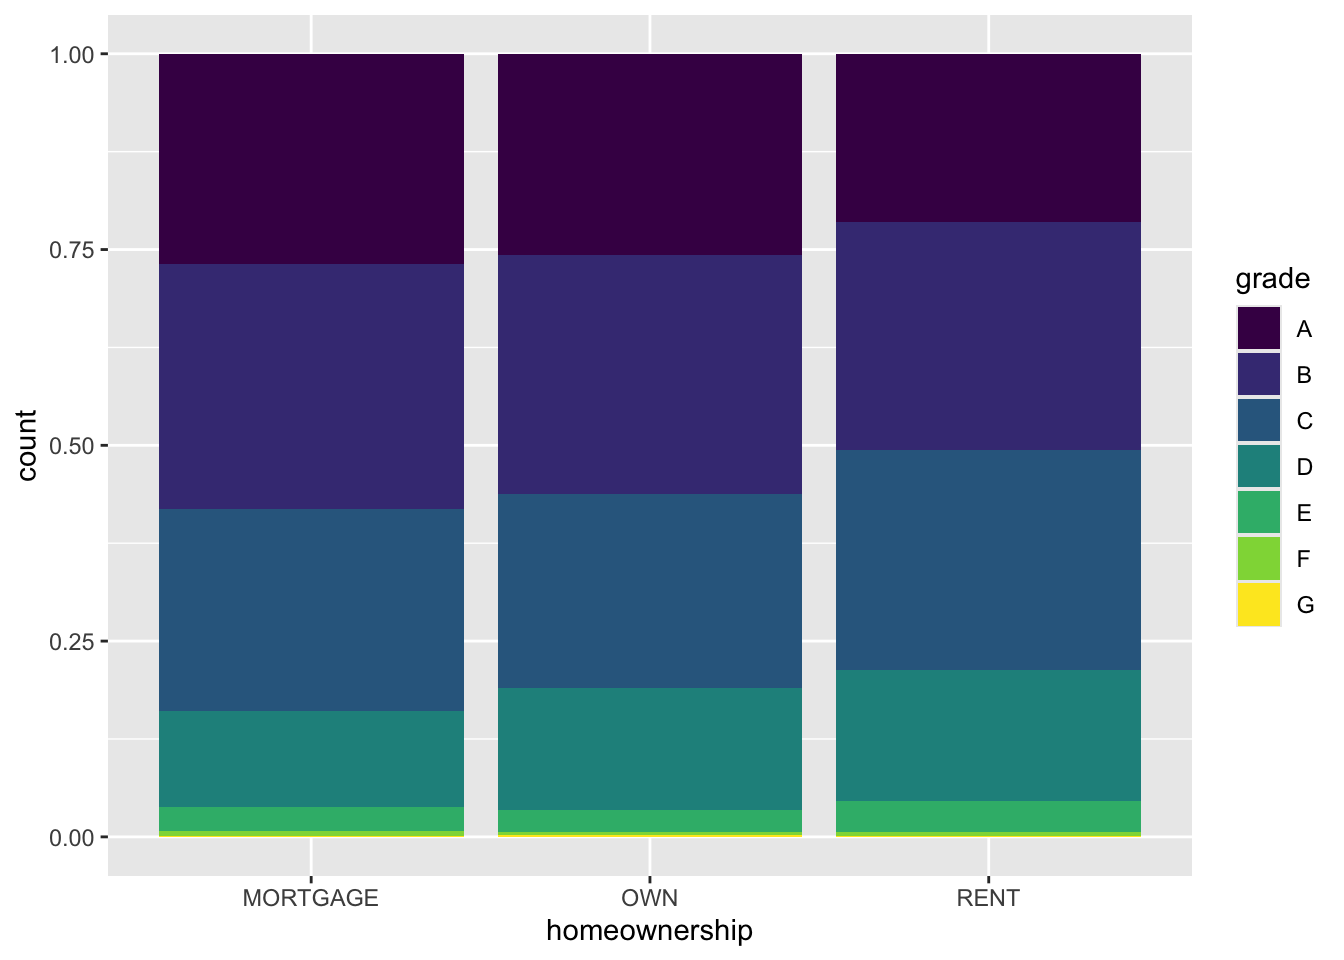 1.00
0.75
0.50
0.25
0.00
count
MORTGAGE
OWN
RENT
homeownership
grade
A
B
C
D
E
F
G